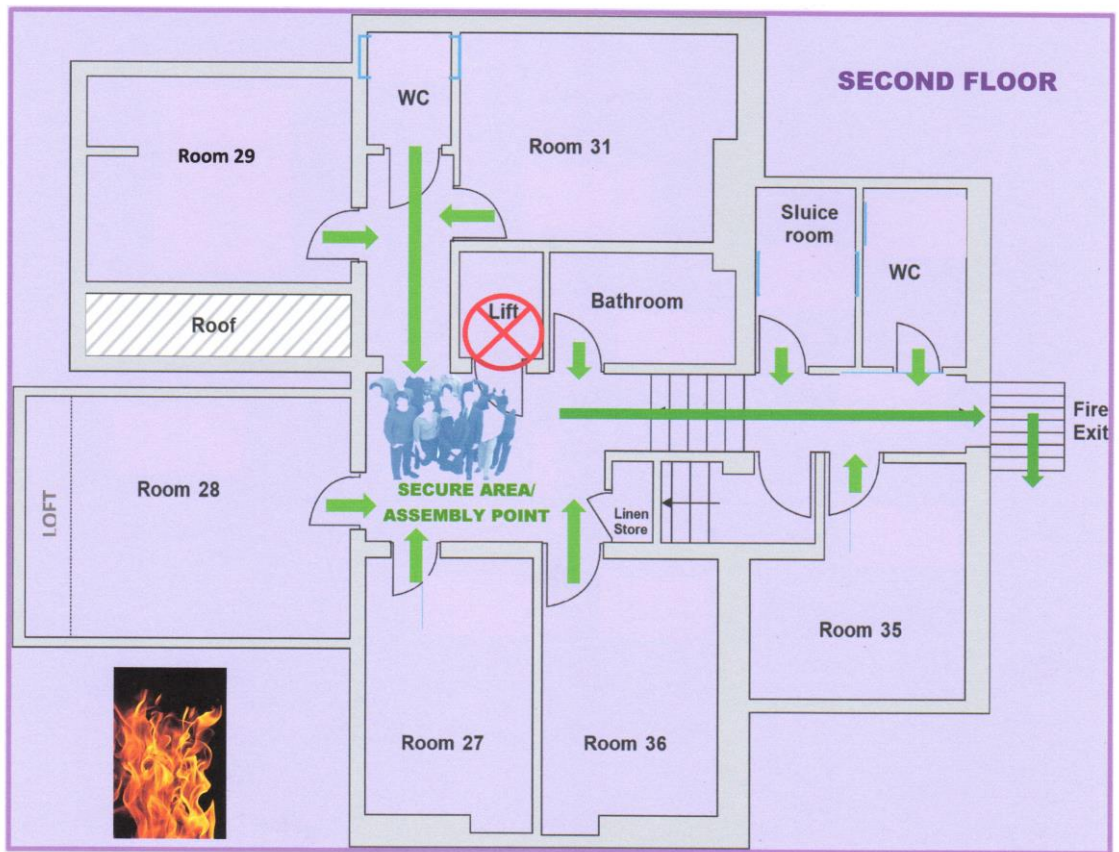 SECOND FLOOR
WC
Room 29
Room 31
Sluice
room
WC
Lift
Bathroom
Roof
Fire
Exit
LOFT
Room 28
SECURE AREA/
ASSEMBLY POINT
Linen
Store
Room 35
Room 27
Room 36